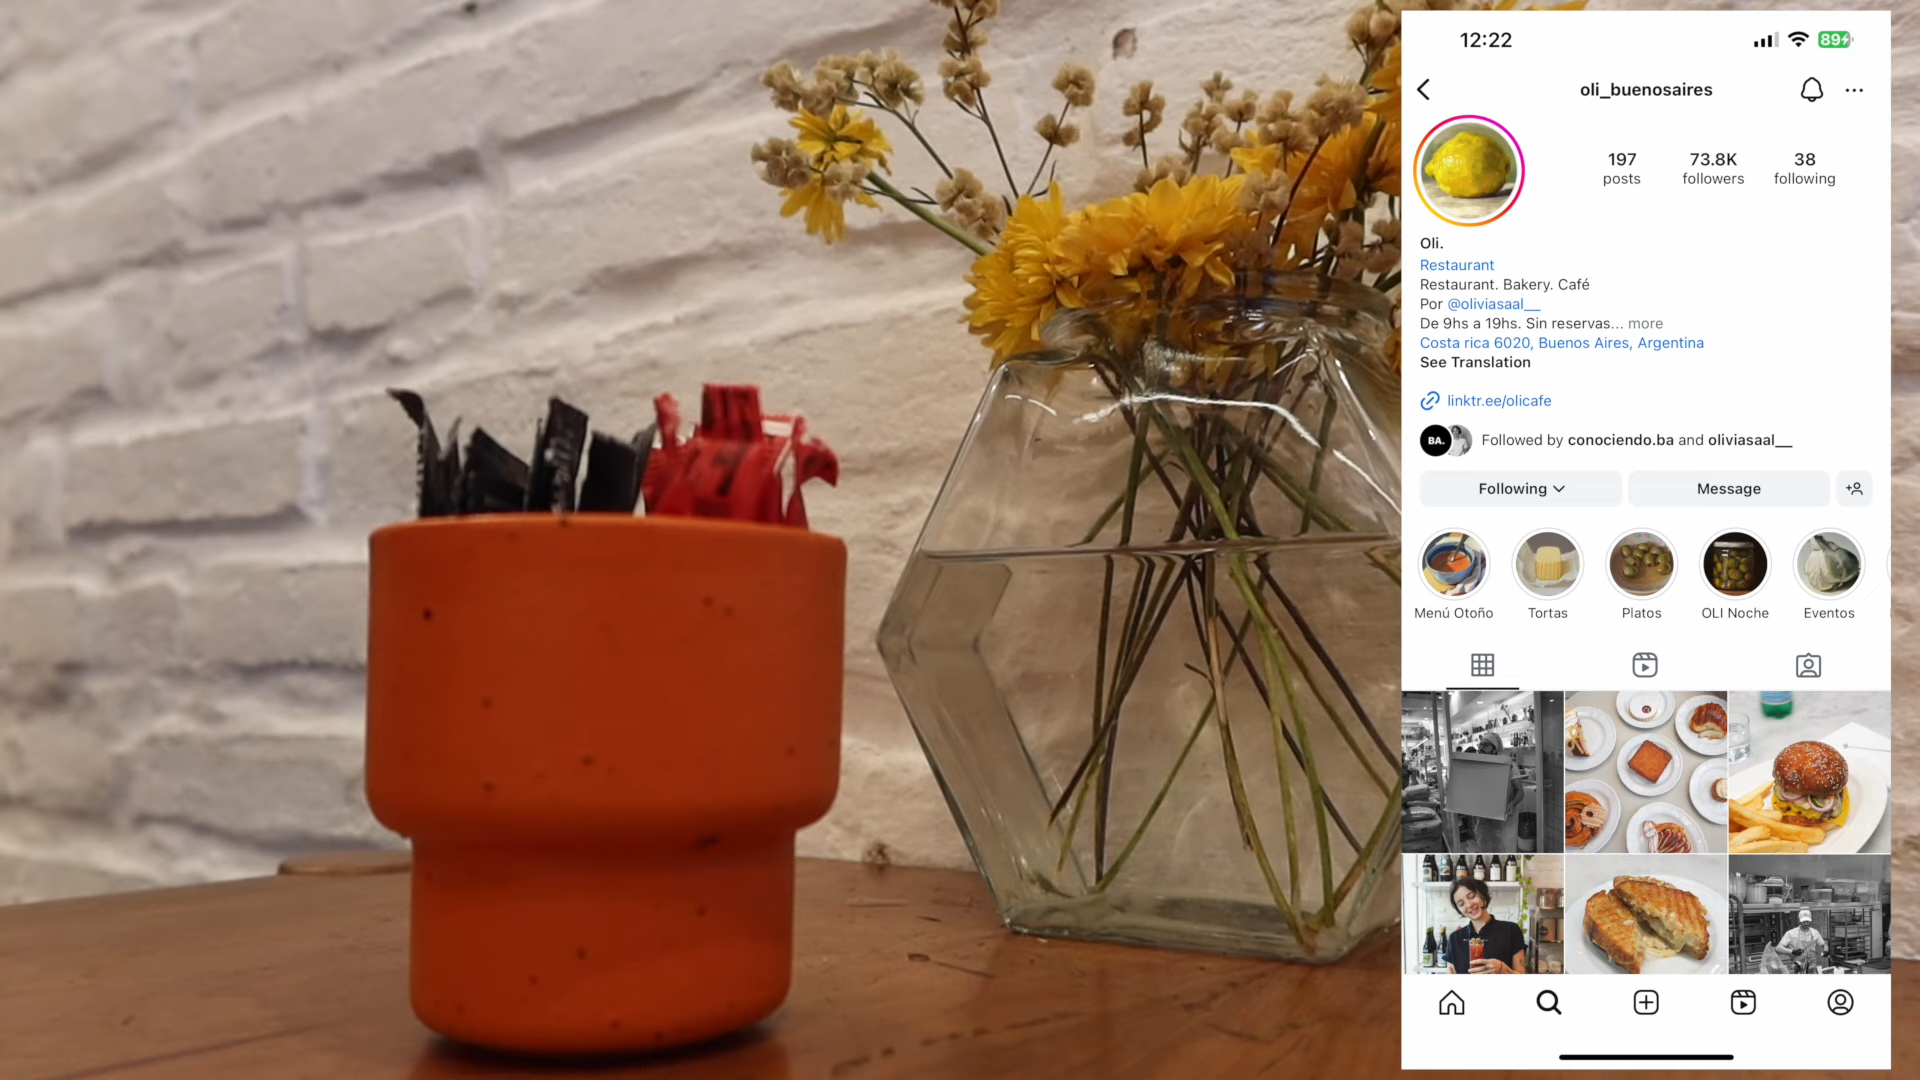 12:22
89
oli_buenosaires
197
posts
73.8K
followers
38
following
Oli.
Restaurant
Restaurant. Bakery. Café
Por @oliviasaal__
De 9hs a 19hs. Sin reservas... more
Costa rica 6020, Buenos Aires, Argentina
See Translation
linktr.ee/olicafe
BA.
Followed by conociendo.ba and oliviasaal__
Following
Message
Menú Otoño
Tortas
Platos
OLI Noche
Eventos